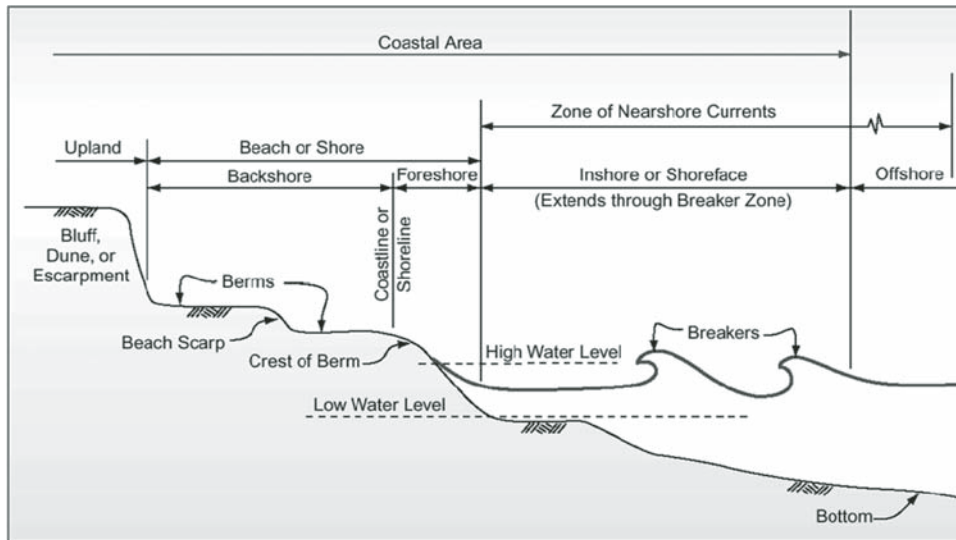 Coastal Area
Zone of Nearshore Currents
Upland
Beach or Shore
Backshore
Foreshore
Inshore or Shoreface
(Extends through Breaker Zone)
Offshore
Bluff,
Dune, or
Escarpment
Coastline or
Shoreline
Berms
Beach Scarp
Crest of Berm
High Water Level
Breakers
Low Water Level
Bottom